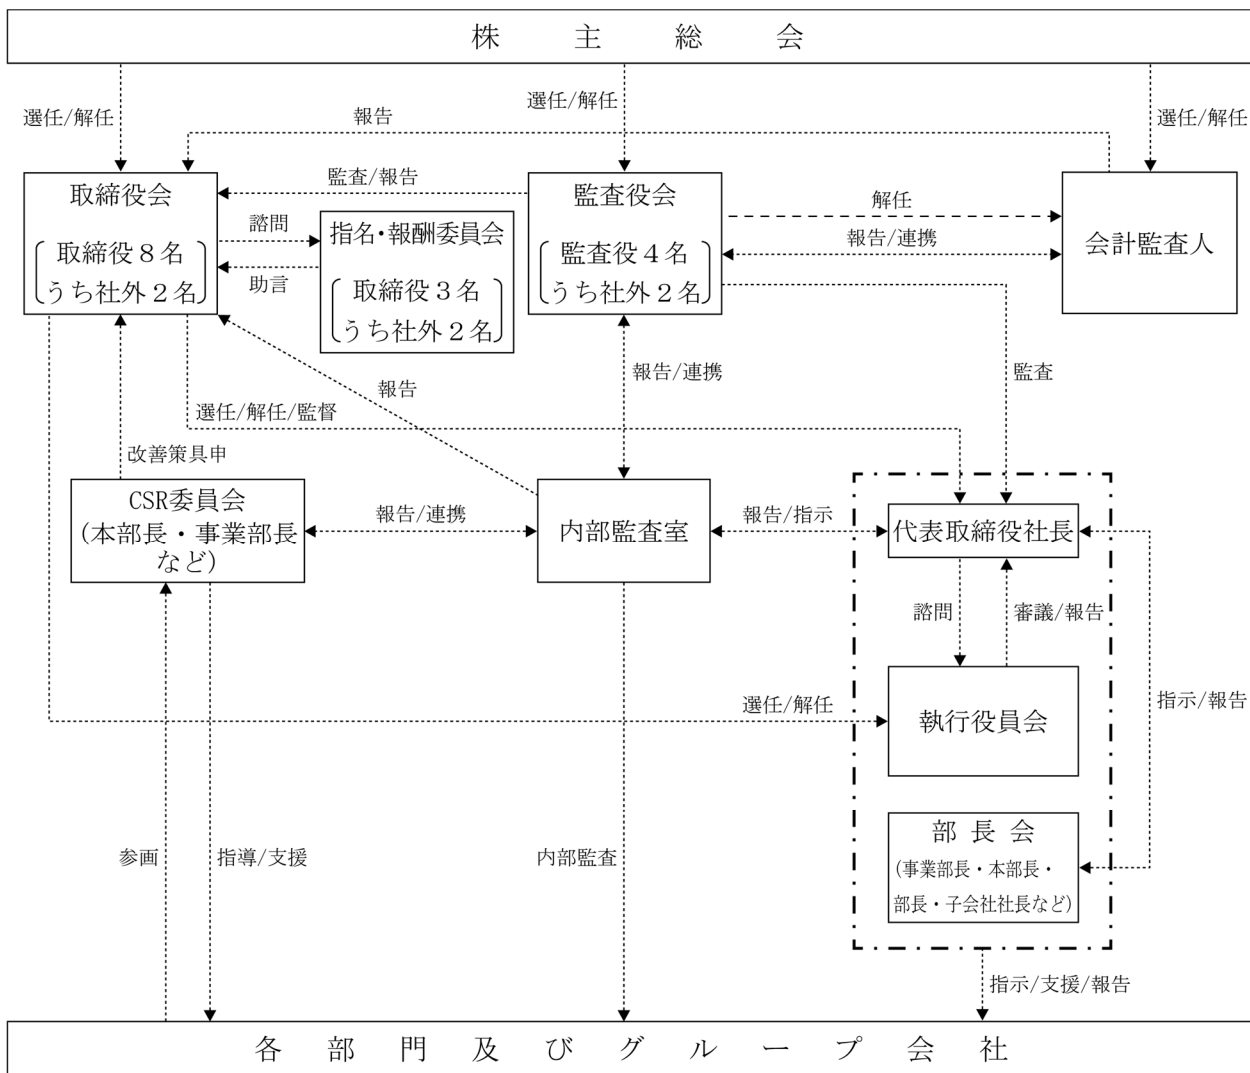 株主総会
選任/解任
選任/解任
選任/解任
報告
取締役会
取締役８名
うち社外２名
監査/報告
諮問
助言
指名・報酬委員会
取締役３名
うち社外２名
監査役会
監査役４名
うち社外２名
解任
報告/連携
会計監査人
報告
報告/連携
監査
選任/解任/監督
改善策具申
CSR委員会
(本部長・事業部長
など)
報告/連携
内部監査室
報告/指示
代表取締役社長
諮問
審議/報告
執行役員会
選任/解任
指示/報告
部長会
(事業部長・本部長・
部長・子会社社長など)
参画
指導/支援
内部監査
指示/支援/報告
各部門及びグループ会社